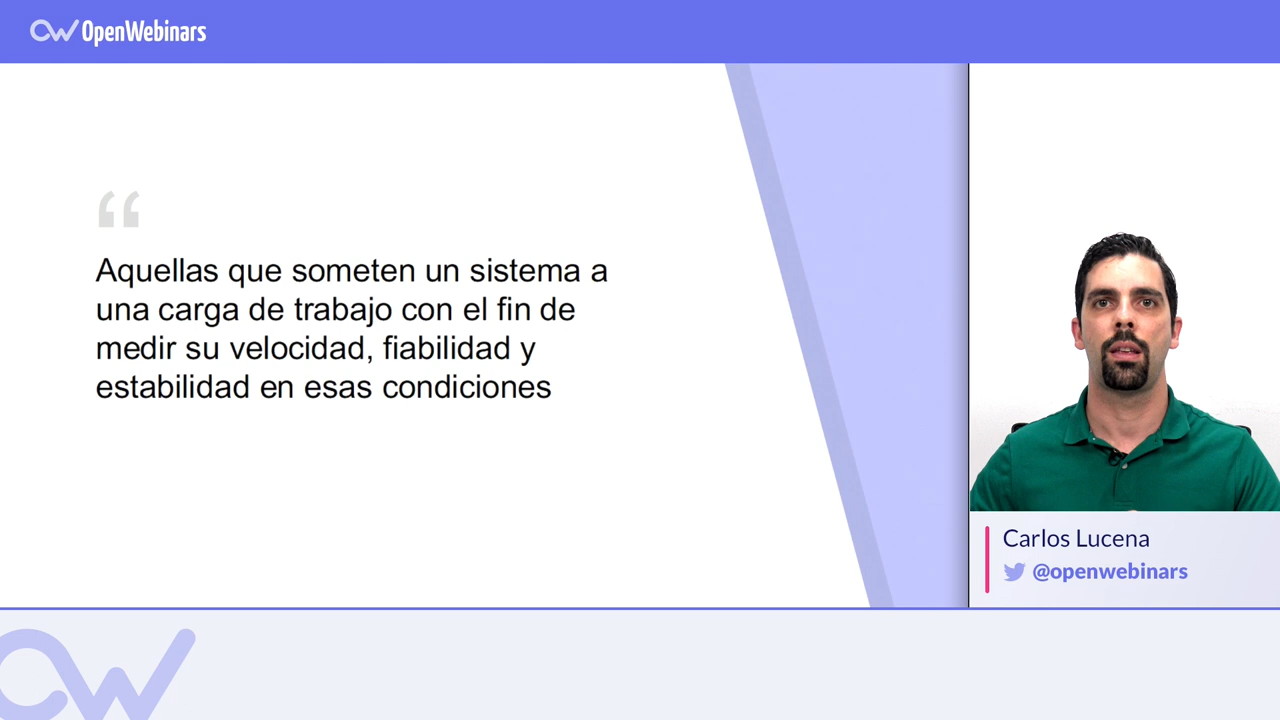 OpenWebinars
“
Aquellas que someten un sistema a
una carga de trabajo con el fin de
medir su velocidad, fiabilidad y
estabilidad en esas condiciones
Carlos Lucena
@openwebinars